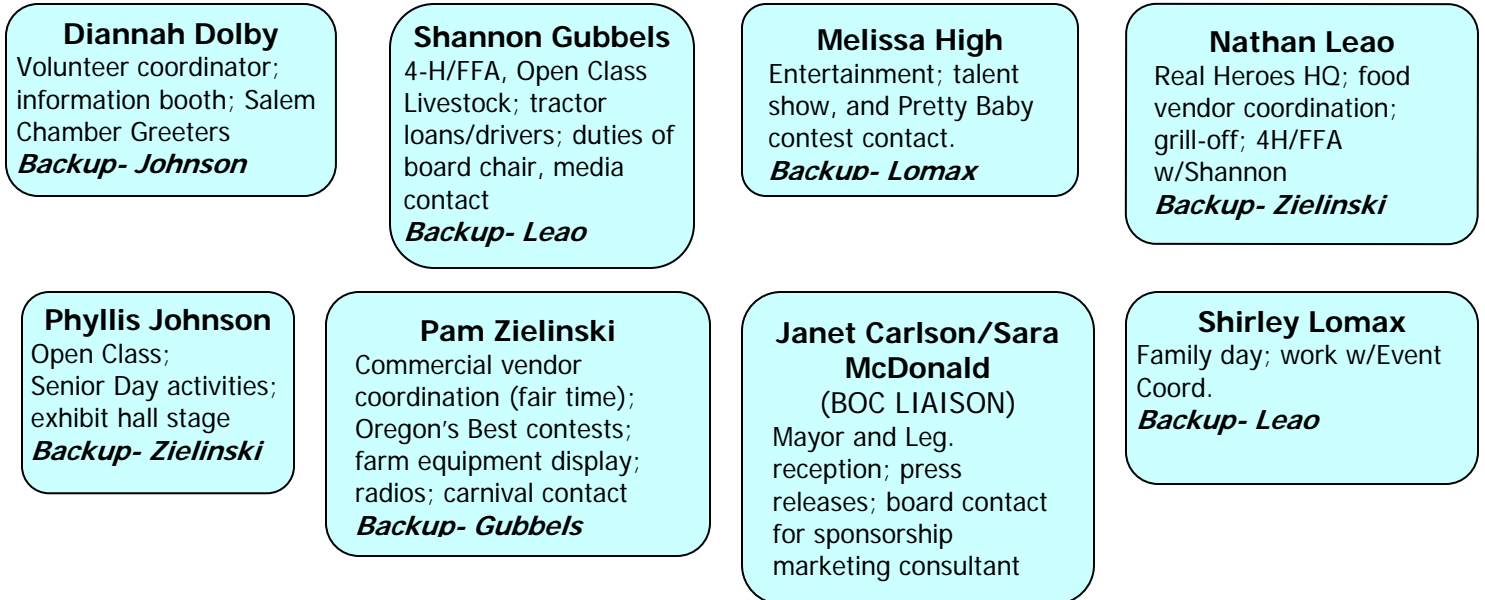 Diannah Dolby
Volunteer coordinator;
information booth; Salem
Chamber Greeters
Backup- Johnson
Shannon Gubbels
4-H/FFA, Open Class
Livestock; tractor
loans/drivers; duties of
board chair, media
contact
Backup- Leao
Melissa High
Entertainment; talent
show, and Pretty Baby
contest contact.
Backup- Lomax
Nathan Leao
Real Heroes HQ; food
vendor coordination;
grill-off; 4H/FFA
w/Shannon
Backup- Zielinski
Phyllis Johnson
Open Class;
Senior Day activities;
exhibit hall stage
Backup- Zielinski
Pam Zielinski
Commercial vendor
coordination (fair time);
Oregon's Best contests;
farm equipment display;
radios; carnival contact
Backup- Gubbels
Janet Carlson/Sara
McDonald
(BOC LIAISON)
Mayor and Leg.
reception; press
releases; board contact
for sponsorship
marketing consultant
Shirley Lomax
Family day; work w/Event
Coord.
Backup- Leao